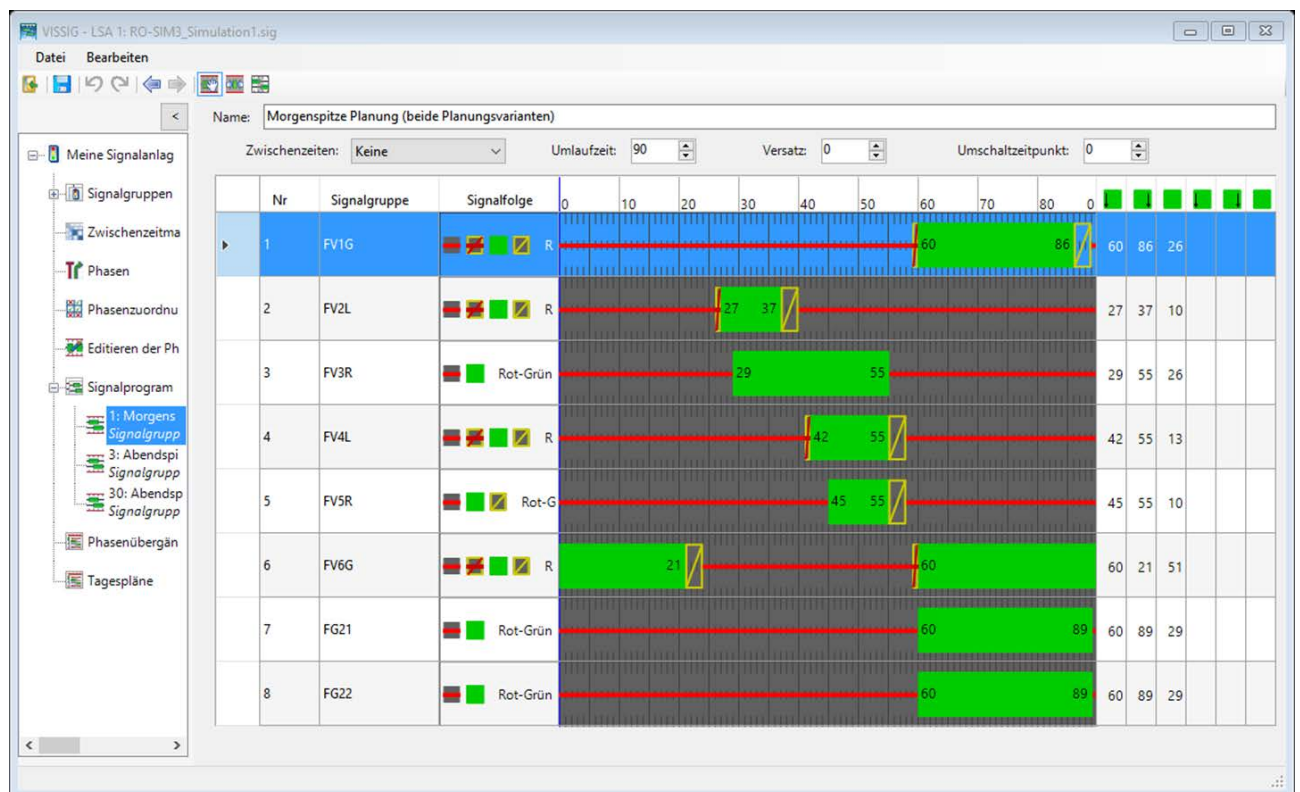 VISSIG - LSA 1: RO-SIM3_Simulation1.sig
Datei Bearbeiten
<
Name: Morgenspitze Planung (beide Planungsvarianten)
Zwischenzeiten: Keine Umlaufzeit: 90 Versatz: 0 Umschaltzeitpunkt: 0
Meine Signalanlag
Signalgruppen
Zwischenzeitma
Phasen
Phasenzuordnu
Editieren der Ph
Signalprogram
1: Morgens
Signalgrupp
3: Abendspi
Signalgrupp
30: Abendsp
Signalgrupp
Phasenübergän
Tagespläne
Nr Signalgruppe Signalfolge 0 10 20 30 40 50 60 70 80 0
1 FV1G R 60 86 60 86 26
2 FV2L R 27 37 27 37 10
3 FV3R Rot-Grün 29 55 29 55 26
4 FV4L R 42 55 42 55 13
5 FV5R Rot-G 45 55 45 55 10
6 FV6G R 21 60 60 21 51
7 FG21 Rot-Grün 60 89 60 89 29
8 FG22 Rot-Grün 60 89 60 89 29